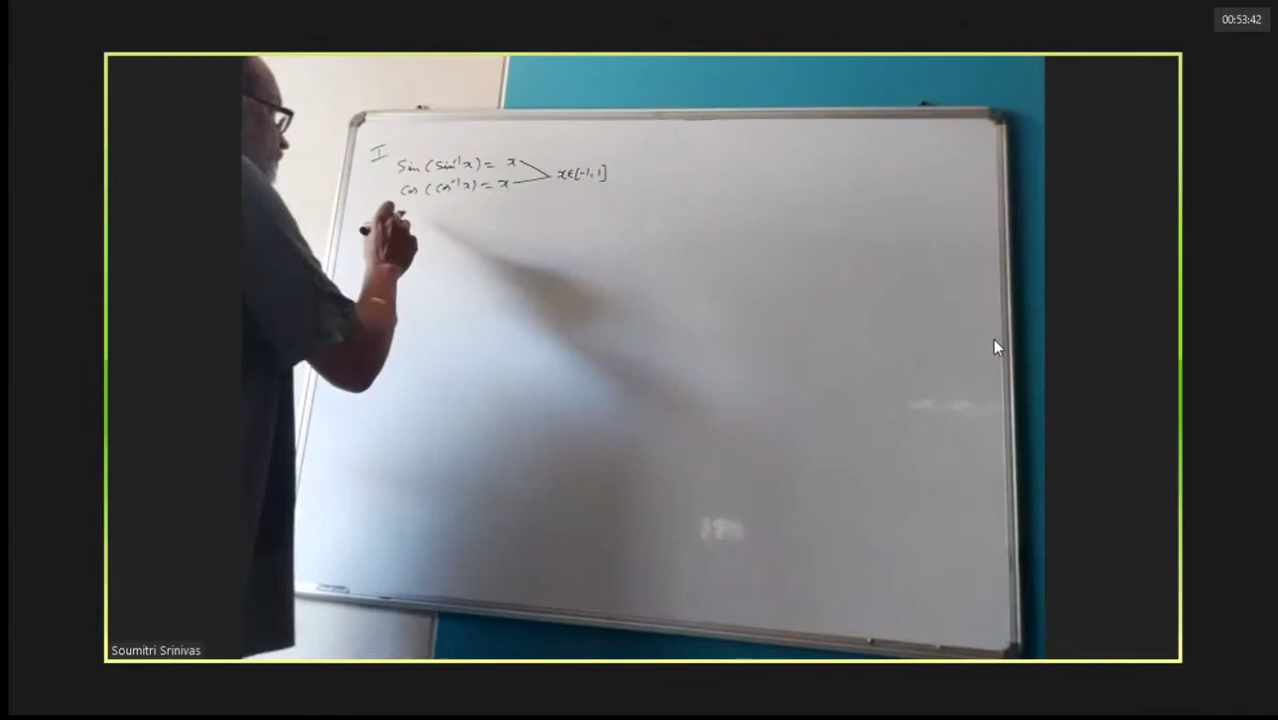 00:53:42
I
Sin (Sin⁻¹x) = x
Cos (Cos⁻¹x) = x
x∈[-1, 1]
Soumitri Srinivas